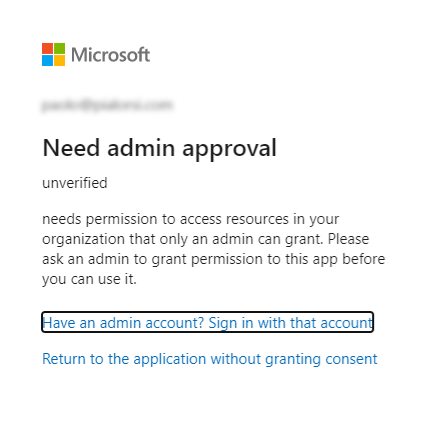 Microsoft
Need admin approval
unverified
needs permission to access resources in your
organization that only an admin can grant. Please
ask an admin to grant permission to this app before
you can use it.
Have an admin account? Sign in with that account
Return to the application without granting consent